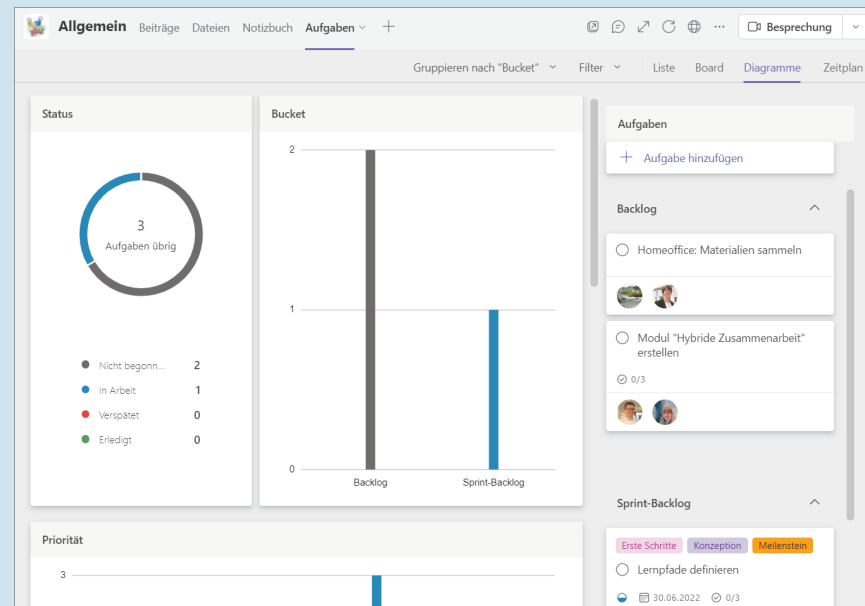 Allgemein Beiträge Dateien Notizbuch Aufgaben
Besprechung
Gruppieren nach "Bucket" Filter Liste Board Diagramme Zeitplan
Status
3
Aufgaben übrig
Nicht begonn... 2
In Arbeit 1
Verspätet 0
Erledigt 0
Bucket
2
1
0
Backlog Sprint-Backlog
Priorität
3
Aufgaben
+ Aufgabe hinzufügen
Backlog
Homeoffice: Materialien sammeln
Modul "Hybride Zusammenarbeit"
erstellen
0/3
Sprint-Backlog
Erste Schritte Konzeption Meilenstein
Lernpfade definieren
30.06.2022 0/3